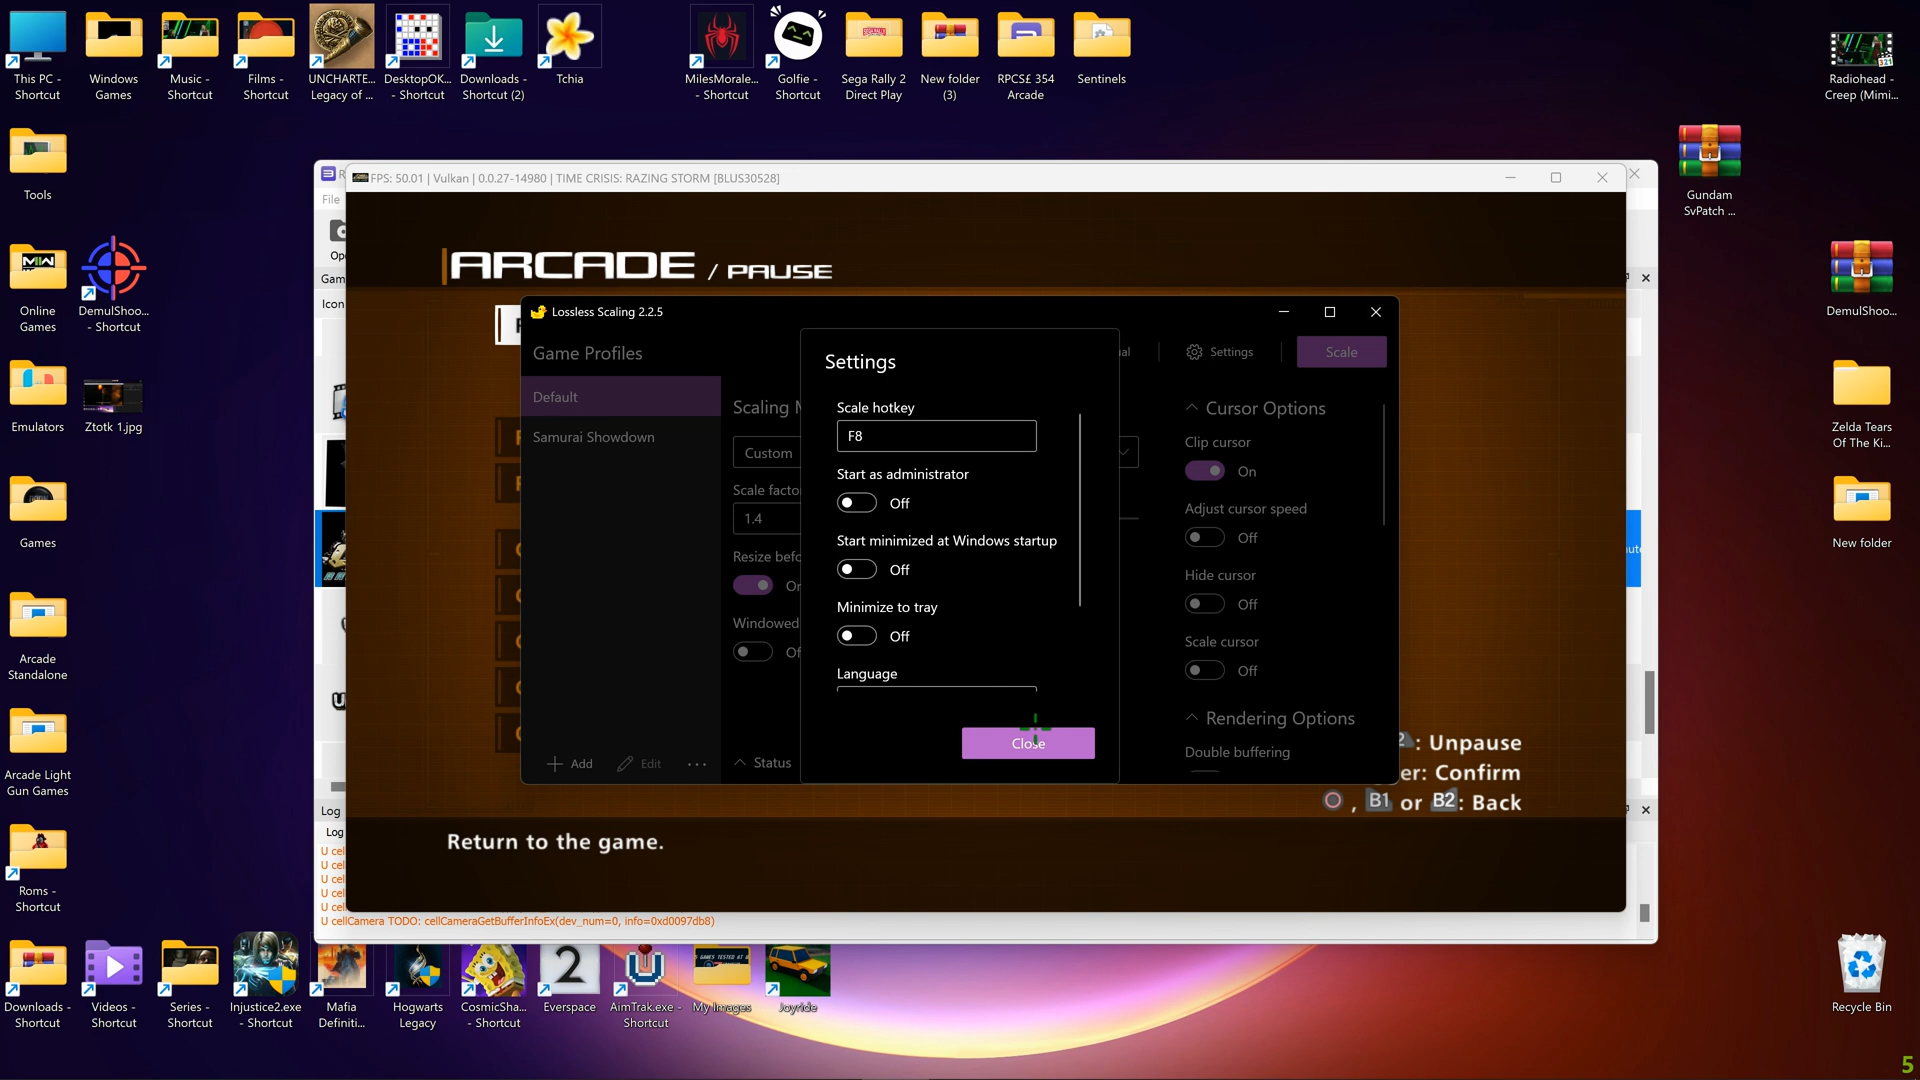 This PC -
Shortcut
Windows
Games
Music -
Shortcut
Films -
Shortcut
UNCHARTE...
Legacy of ...
DesktopOK...
- Shortcut
Downloads -
Shortcut (2)
Tchia
MilesMorale...
- Shortcut
Golfie -
Shortcut
Sega Rally 2
Direct Play
New folder
(3)
RPCS£ 354
Arcade
Sentinels
Radiohead -
Creep (Mimi...
Tools
Gundam
SvPatch ...
FPS: 50.01 | Vulkan | 0.0.27-14980 | TIME CRISIS: RAZING STORM [BLUS30528]
File
ARCADE / PAUSE
Online
Games
DemulShoo...
- Shortcut
DemulShoo...
Lossless Scaling 2.2.5
Game Profiles
Default
Samurai Showdown
Settings
Scale
Settings
Scale hotkey
F8
Start as administrator
Off
Start minimized at Windows startup
Off
Minimize to tray
Off
Language
Close
Custom
1.4
Cursor Options
Clip cursor
On
Adjust cursor speed
Off
Hide cursor
Off
Scale cursor
Off
Rendering Options
Double buffering
Add
Edit
...
Status
Emulators
Ztotk 1.jpg
Zelda Tears
Of The Ki...
Games
New folder
Arcade
Standalone
: Unpause
: Confirm
, B1 or B2: Back
Return to the game.
Arcade Light
Gun Games
Log
Log
U cel
U cel
U cel
U cel
U cel
U cellCamera TODO: cellCameraGetBufferInfoEx(dev_num=0, info=0xd0097db8)
Roms -
Shortcut
Downloads -
Shortcut
Videos -
Shortcut
Series -
Shortcut
Injustice2.exe
- Shortcut
Mafia
Definiti...
Hogwarts
Legacy
CosmicSha...
- Shortcut
Everspace
AimTrak.exe -
Shortcut
My Images
Joyride
Recycle Bin
5